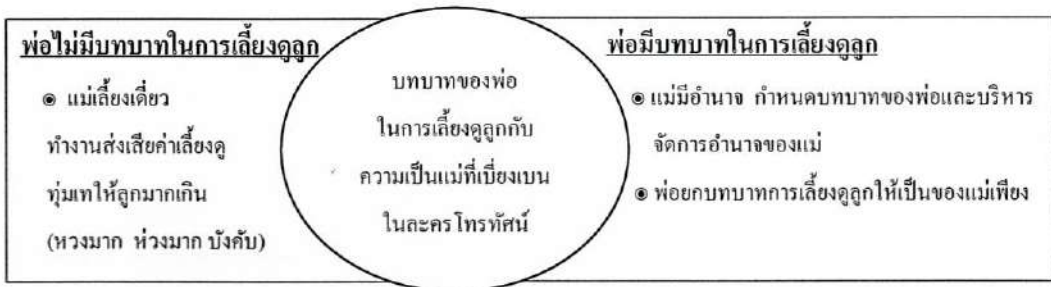 พ่อไม่มีบทบาทในการเลี้ยงดูลูก
◉ แม่เลี้ยงเดี่ยว
ทำงานส่งเสียค่าเลี้ยงดู
ทุ่มเทให้ลูกมากเกิน
(หวงมาก ห่วงมาก บังคับ)
บทบาทของพ่อ
ในการเลี้ยงดูลูกกับ
ความเป็นแม่ที่เบี่ยงเบน
ในละครโทรทัศน์
พ่อมีบทบาทในการเลี้ยงดูลูก
◉ แม่มีอำนาจ กำหนดบทบาทของพ่อและบริหาร
จัดการอำนาจของแม่
◉ พ่อยกบทบาทการเลี้ยงดูลูกให้เป็นของแม่เพียง